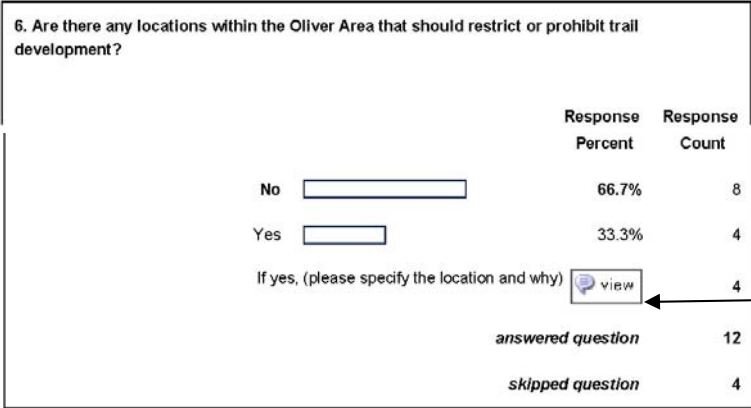 6. Are there any locations within the Oliver Area that should restrict or prohibit trail
development?
Response Response
Percent Count
No 66.7% 8
Yes 33.3% 4
If yes, (please specify the location and why) view 4
answered question 12
skipped question 4